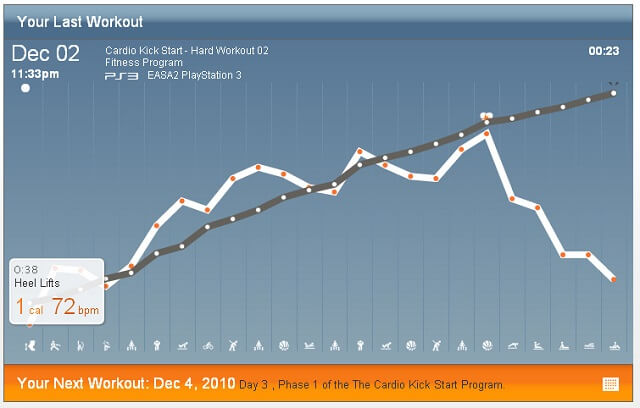 Your Last Workout
Dec 02
11:33pm
Cardio Kick Start - Hard Workout 02
Fitness Program
PS3 EASA2 PlayStation 3
00:23
0:38
Heel Lifts
1 cal 72 bpm
Your Next Workout: Dec 4, 2010 Day 3 , Phase 1 of the The Cardio Kick Start Program.